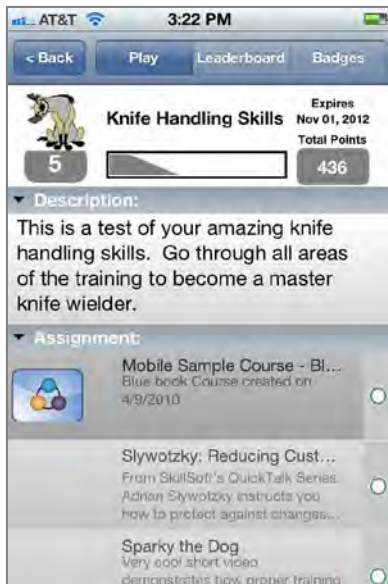 AT&T 3:22 PM
< Back Play Leaderboard Badges
Knife Handling Skills
Expires
Nov 01, 2012
Total Points
5
436
Description:
This is a test of your amazing knife
handling skills. Go through all areas
of the training to become a master
knife wielder.
Assignment:
Mobile Sample Course - Bl....
Blue book Course created on
4/9/2010
Slywotzky: Reducing Cust...
From SkillSoft's QuickTalk Series
Adrian Slywotzky instructs you
how to protect against changes...
Sparky the Dog
Very cool short video
demonstrates how proper training